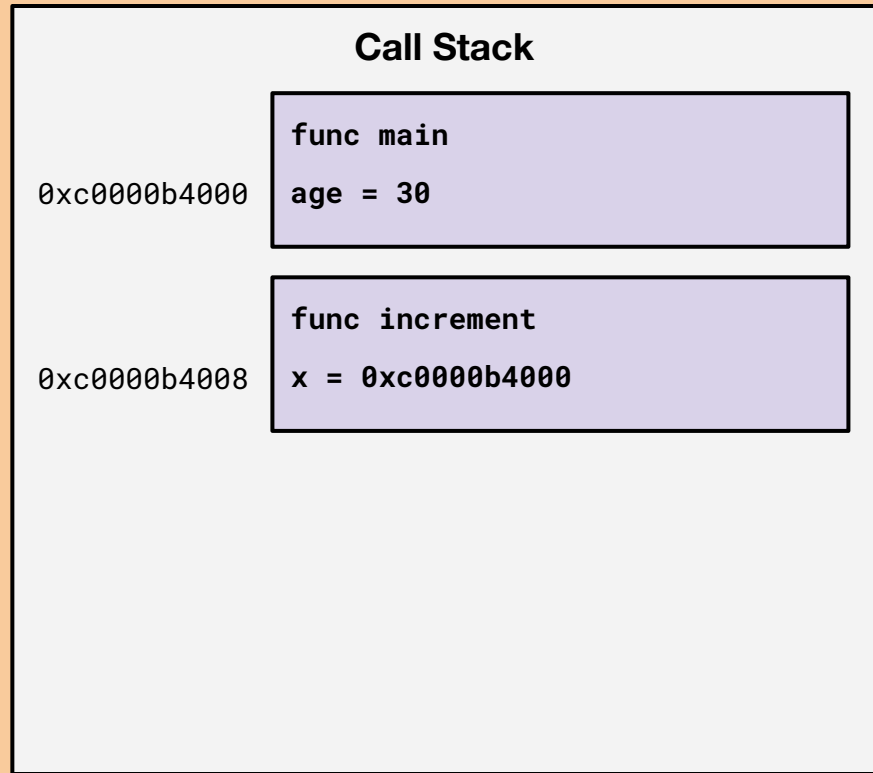 Call Stack
func main
0xc0000b4000 age = 30
func increment
0xc0000b4008 x = 0xc0000b4000